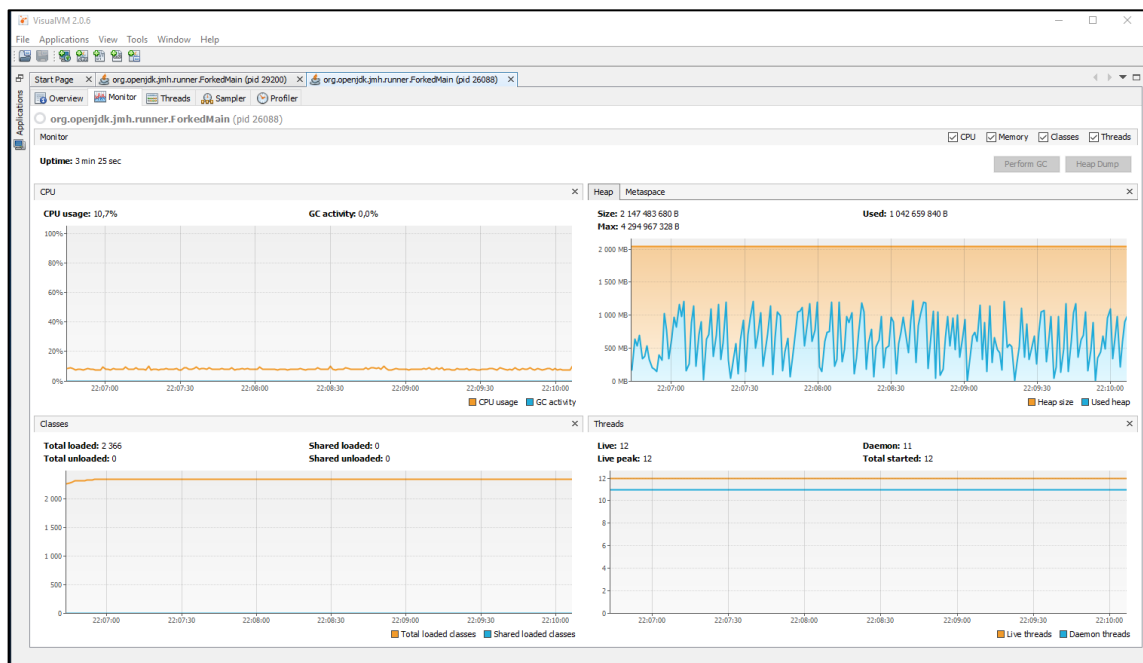 VisualVM 2.0.6
File Applications View Tools Window Help
Applications
Start Page org.openjdk.jmh.runner.ForkedMain (pid 29200) org.openjdk.jmh.runner.ForkedMain (pid 26088)
Overview Monitor Threads Sampler Profiler
org.openjdk.jmh.runner.ForkedMain (pid 26088)
Monitor CPU Memory Classes Threads
Uptime: 3 min 25 sec Perform GC Heap Dump
CPU
CPU usage: 10,7% GC activity: 0,0%
100%
80%
60%
40%
20%
0%
22:07:00 22:07:30 22:08:00 22:08:30 22:09:00 22:09:30 22:10:00
CPU usage GC activity
Heap Metaspace
Size: 2 147 483 680 B Used: 1 042 659 840 B
Max: 4 294 967 328 B
2 000 MB
1 500 MB
1 000 MB
500 MB
0 MB
22:07:00 22:07:30 22:08:00 22:08:30 22:09:00 22:09:30 22:10:00
Heap size Used heap
Classes
Total loaded: 2 366 Shared loaded: 0
Total unloaded: 0 Shared unloaded: 0
2 000
1 500
1 000
500
0
22:07:00 22:07:30 22:08:00 22:08:30 22:09:00 22:09:30 22:10:00
Total loaded classes Shared loaded classes
Threads
Live: 12 Daemon: 11
Live peak: 12 Total started: 12
12
10
8
6
4
2
0
22:07:00 22:07:30 22:08:00 22:08:30 22:09:00 22:09:30 22:10:00
Live threads Daemon threads